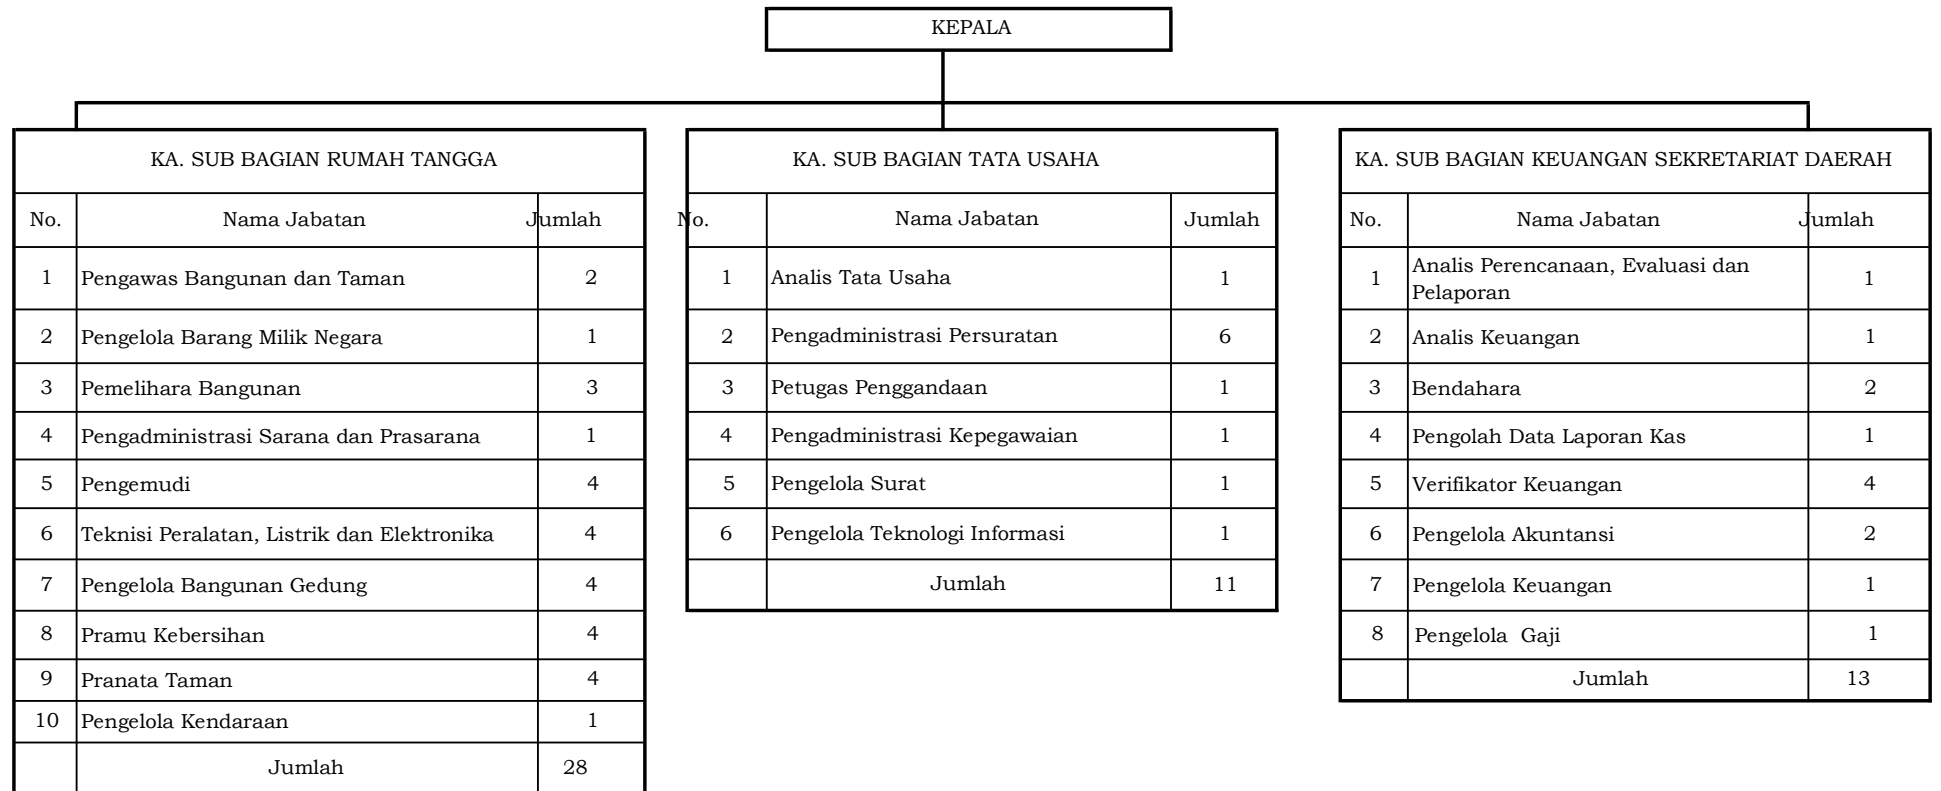 KEPALA
KA. SUB BAGIAN RUMAH TANGGA
No. Nama Jabatan Jumlah
1 Pengawas Bangunan dan Taman 2
2 Pengelola Barang Milik Negara 1
3 Pemelihara Bangunan 3
4 Pengadministrasi Sarana dan Prasarana 1
5 Pengemudi 4
6 Teknisi Peralatan, Listrik dan Elektronika 4
7 Pengelola Bangunan Gedung 4
8 Pramu Kebersihan 4
9 Pranata Taman 4
10 Pengelola Kendaraan 1
Jumlah 28
KA. SUB BAGIAN TATA USAHA
No. Nama Jabatan Jumlah
1 Analis Tata Usaha 1
2 Pengadministrasi Persuratan 6
3 Petugas Penggandaan 1
4 Pengadministrasi Kepegawaian 1
5 Pengelola Surat 1
6 Pengelola Teknologi Informasi 1
Jumlah 11
KA. SUB BAGIAN KEUANGAN SEKRETARIAT DAERAH
No. Nama Jabatan Jumlah
1 Analis Perencanaan, Evaluasi dan
Pelaporan 1
2 Analis Keuangan 1
3 Bendahara 2
4 Pengolah Data Laporan Kas 1
5 Verifikator Keuangan 4
6 Pengelola Akuntansi 2
7 Pengelola Keuangan 1
8 Pengelola Gaji 1
Jumlah 13